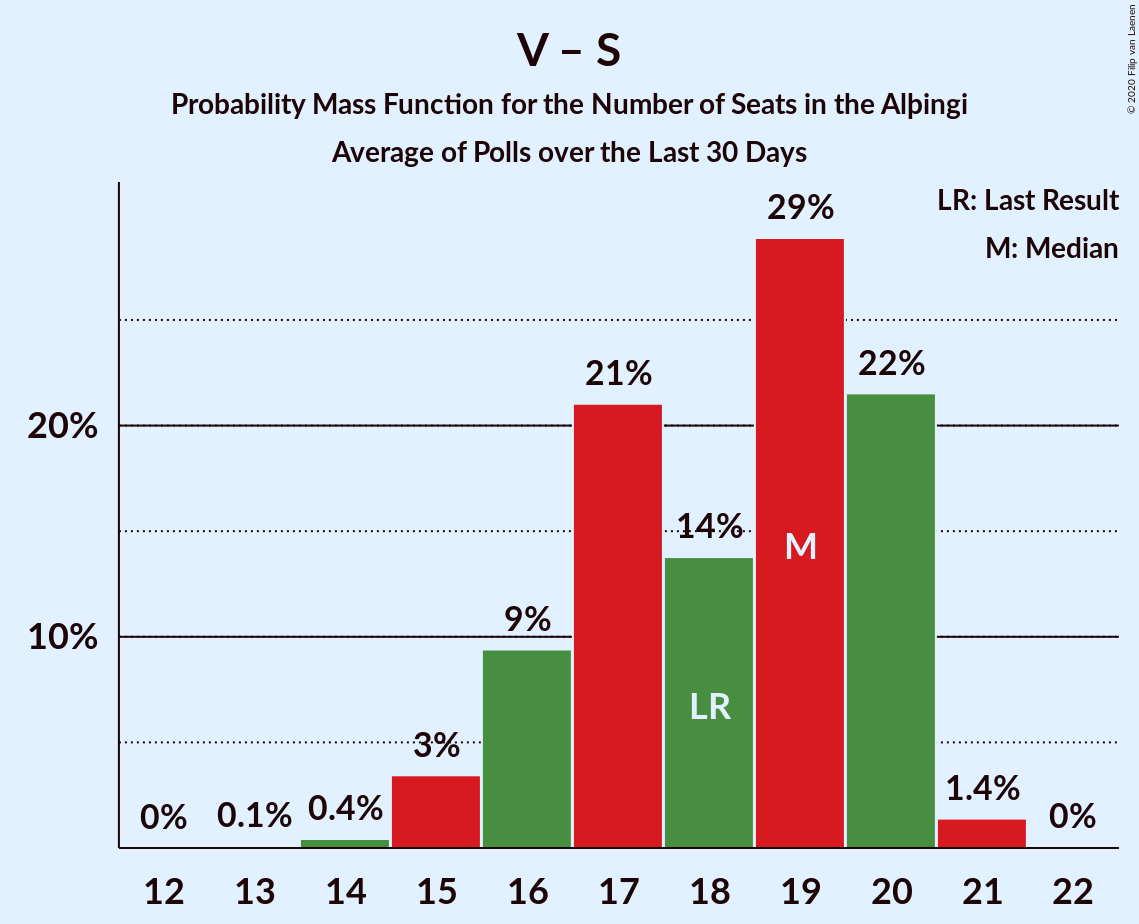 V – S
Probability Mass Function for the Number of Seats in the Alþingi
Average of Polls over the Last 30 Days
© 2020 Filip van Laenen
LR: Last Result
M: Median
29%
22%
21%
20%
14%
M
9%
10%
LR
3%
1.4%
0.4%
0.1%
0%
0%
12 13 14 15 16 17 18 19 20 21 22